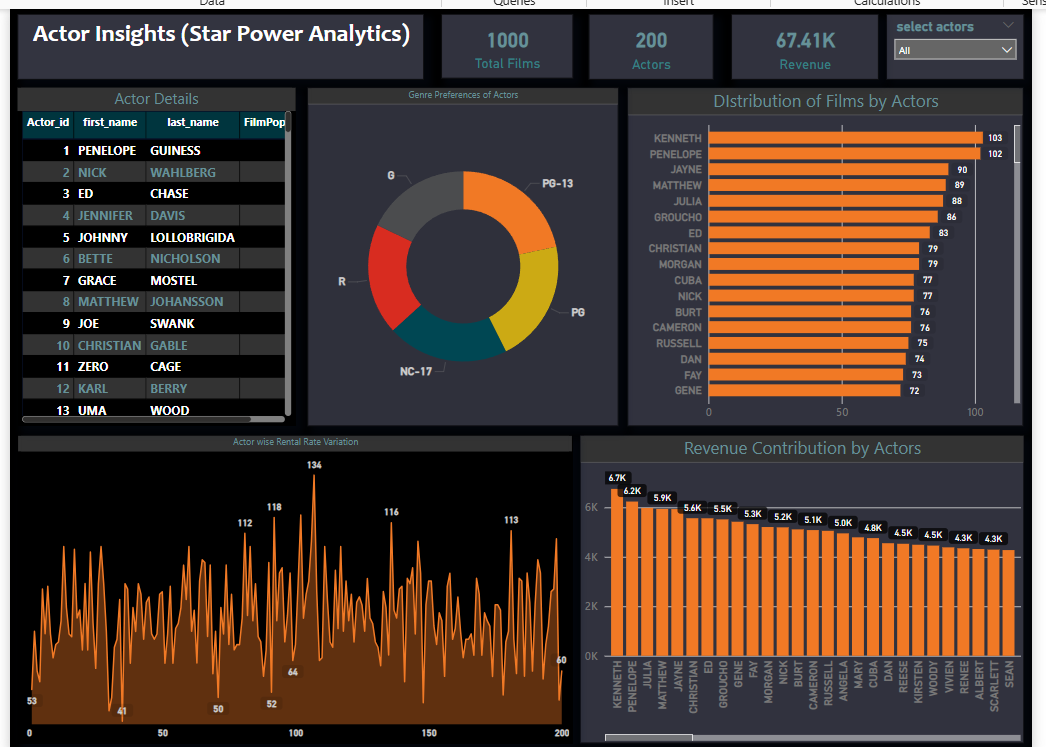 Data
Queries
Insert
Calculations
Actor Insights (Star Power Analytics)
1000
Total Films
200
Actors
67.41K
Revenue
select actors
All
Actor Details
Actor_id first_name last_name FilmPop
1 PENELOPE GUINESS
2 NICK WAHLBERG
3 ED CHASE
4 JENNIFER DAVIS
5 JOHNNY LOLLOBRIGIDA
6 BETTE NICHOLSON
7 GRACE MOSTEL
8 MATTHEW JOHANSSON
9 JOE SWANK
10 CHRISTIAN GABLE
11 ZERO CAGE
12 KARL BERRY
13 UMA WOOD
Genre Preferences of Actors
G
PG-13
R
PG
NC-17
DIstribution of Films by Actors
KENNETH 103
PENELOPE 102
JAYNE 90
MATTHEW 89
JULIA 88
GROUCHO 86
ED 83
CHRISTIAN 79
MORGAN 79
CUBA 77
NICK 77
BURT 76
CAMERON 76
RUSSELL 75
DAN 74
FAY 73
GENE 72
0 50 100
Actor wise Rental Rate Variation
134
118
116
112
113
60
64
53
52
50
41
0 50 100 150 200
Revenue Contribution by Actors
6.7K
6.2K
5.9K
5.6K
5.5K
5.3K
5.2K
5.1K
5.0K
4.8K
4.5K
4.5K
4.3K
4.3K
6K
4K
2K
0K
KENNETH
PENELOPE
JULIA
MATTHEW
JAYNE
CHRISTIAN
ED
GROUCHO
GENE
FAY
MORGAN
NICK
BURT
CAMERON
RUSSELL
ANGELA
MARY
CUBA
DAN
REESE
KIRSTEN
WOODY
VIVIEN
RENEE
ALBERT
SCARLETT
SEAN